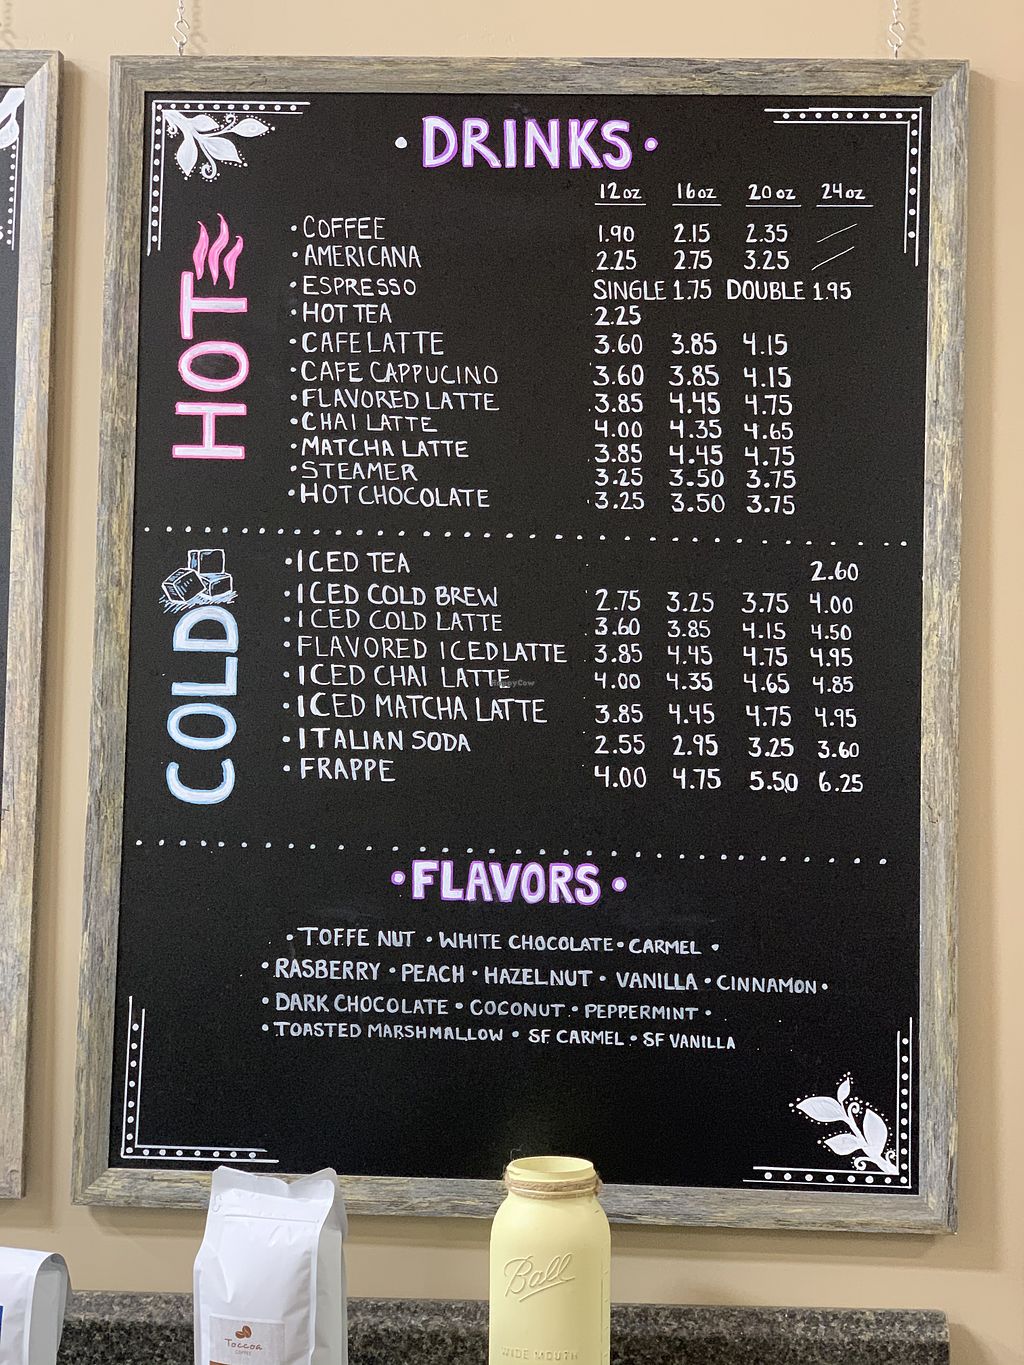 • DRINKS •
12oz 16oz 20oz 24oz
HOT
• COFFEE 1.90 2.15 2.35
• AMERICANA 2.25 2.75 3.25
• ESPRESSO SINGLE 1.75 DOUBLE 1.95
• HOT TEA 2.25
• CAFE LATTE 3.60 3.85 4.15
• CAFE CAPPUCINO 3.60 3.85 4.15
• FLAVORED LATTE 3.85 4.45 4.75
• CHAI LATTE 4.00 4.35 4.65
• MATCHA LATTE 3.85 4.45 4.75
• STEAMER 3.25 3.50 3.75
• HOT CHOCOLATE 3.25 3.50 3.75
COLD
• ICED TEA 2.60
• ICED COLD BREW 2.75 3.25 3.75 4.00
• ICED COLD LATTE 3.60 3.85 4.15 4.50
• FLAVORED ICED LATTE 3.85 4.45 4.75 4.95
• ICED CHAI LATTE 4.00 4.35 4.65 4.85
HappyCow
• ICED MATCHA LATTE 3.85 4.45 4.75 4.95
• ITALIAN SODA 2.55 2.95 3.25 3.60
• FRAPPE 4.00 4.75 5.50 6.25
• FLAVORS •
• TOFFE NUT • WHITE CHOCOLATE • CARMEL •
• RASBERRY • PEACH • HAZELNUT • VANILLA • CINNAMON •
• DARK CHOCOLATE • COCONUT • PEPPERMINT •
• TOASTED MARSHMALLOW • SF CARMEL • SF VANILLA
Ball
WIDE MOUTH
Toccoa
COFFEE